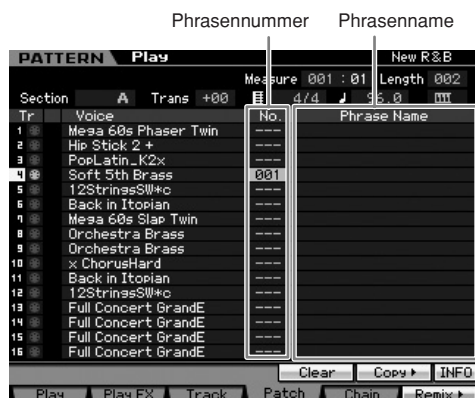 Phrasennummer Phrasenname
PATTERN Play New R&B
Measure 001 : 01 Length 002
Section A Trans +00 4/4 ♩ 96.0
Tr Voice No. Phrase Name
1 Mega 60s Phaser Twin ---
2 Hip Stick 2 + ---
3 PopLatin_K2x ---
4 Soft 5th Brass 001
5 12StringsSW*c ---
6 Back in Itopian ---
7 Mega 60s Slap Twin ---
8 Orchestra Brass ---
9 Orchestra Brass ---
10 x ChorusHard ---
11 Back in Itopian ---
12 12StringsSW*c ---
13 Full Concert GrandE ---
14 Full Concert GrandE ---
15 Full Concert GrandE ---
16 Full Concert GrandE ---
Clear Copy INFO
Play Play FX Track Patch Chain Remix